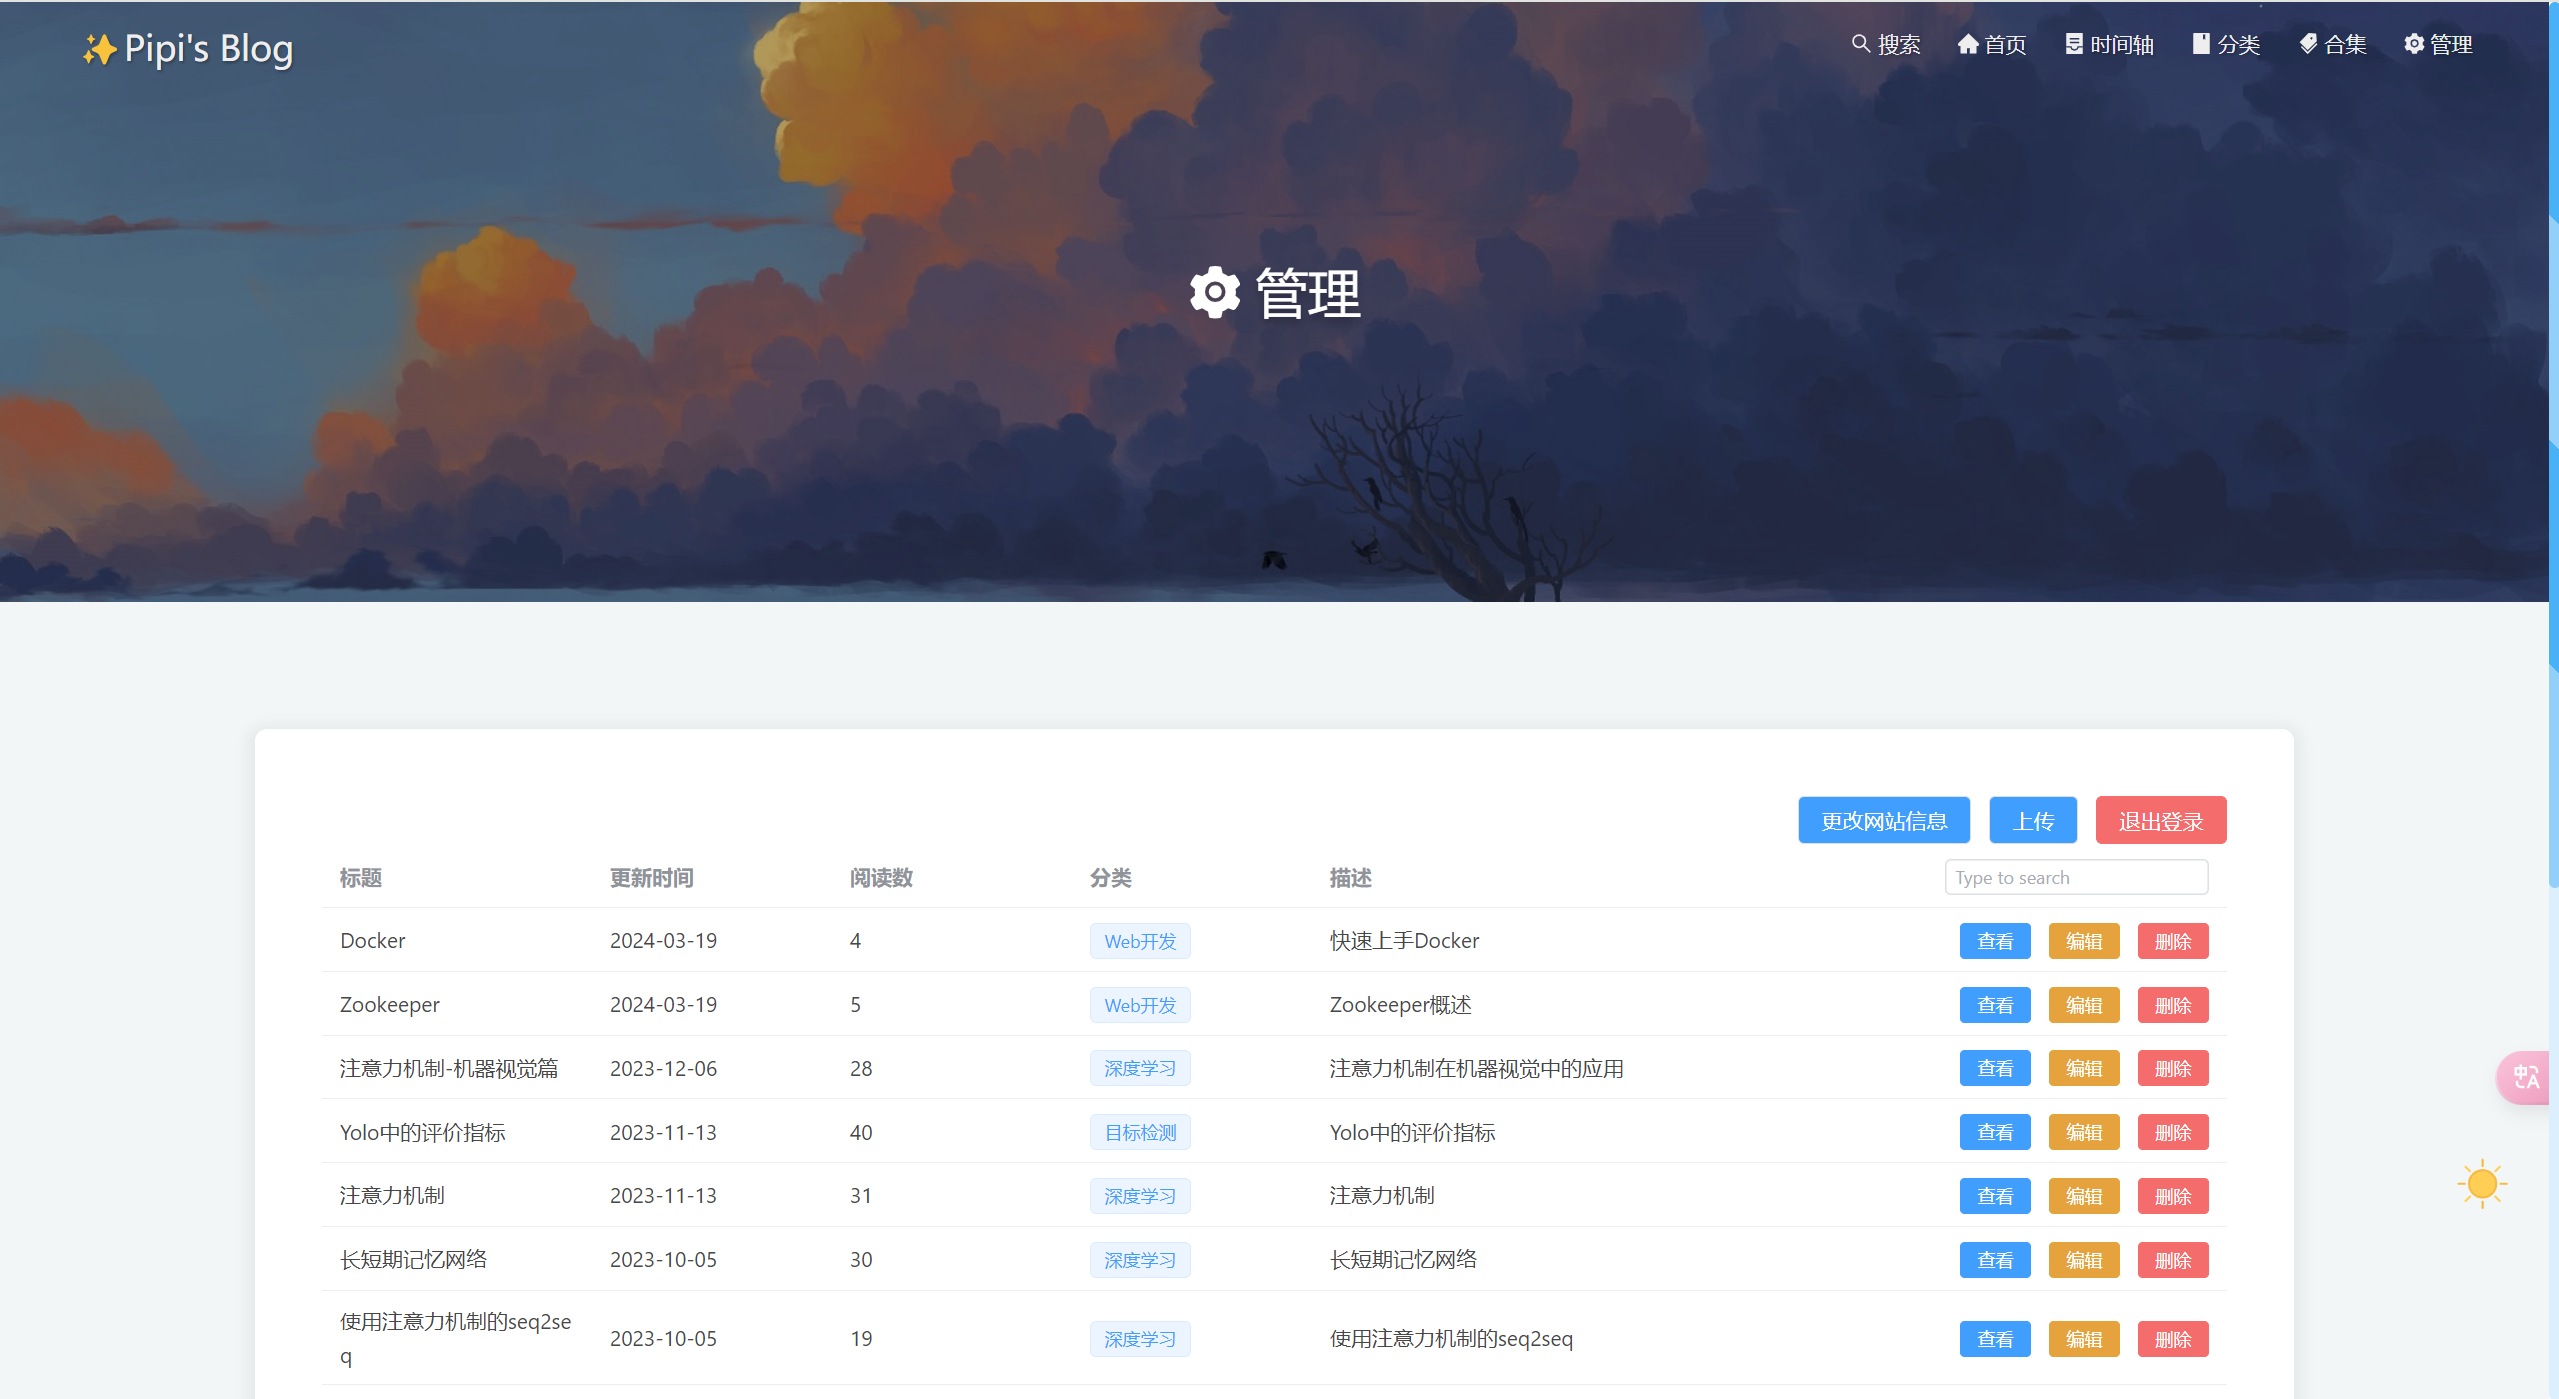 ✨Pipi's Blog
搜索 首页 时间轴 分类 合集 管理
管理
更改网站信息 上传 退出登录
标题 更新时间 阅读数 分类 描述 Type to search
Docker 2024-03-19 4 Web开发 快速上手Docker 查看 编辑 删除
Zookeeper 2024-03-19 5 Web开发 Zookeeper概述 查看 编辑 删除
注意力机制-机器视觉篇 2023-12-06 28 深度学习 注意力机制在机器视觉中的应用 查看 编辑 删除
Yolo中的评价指标 2023-11-13 40 目标检测 Yolo中的评价指标 查看 编辑 删除
注意力机制 2023-11-13 31 深度学习 注意力机制 查看 编辑 删除
长短期记忆网络 2023-10-05 30 深度学习 长短期记忆网络 查看 编辑 删除
使用注意力机制的seq2se
q 2023-10-05 19 深度学习 使用注意力机制的seq2seq 查看 编辑 删除
中A